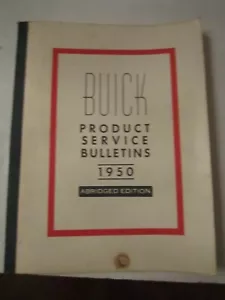 BUICK
PRODUCT
SERVICE
BULLETINS
1950
ABRIDGED EDITION